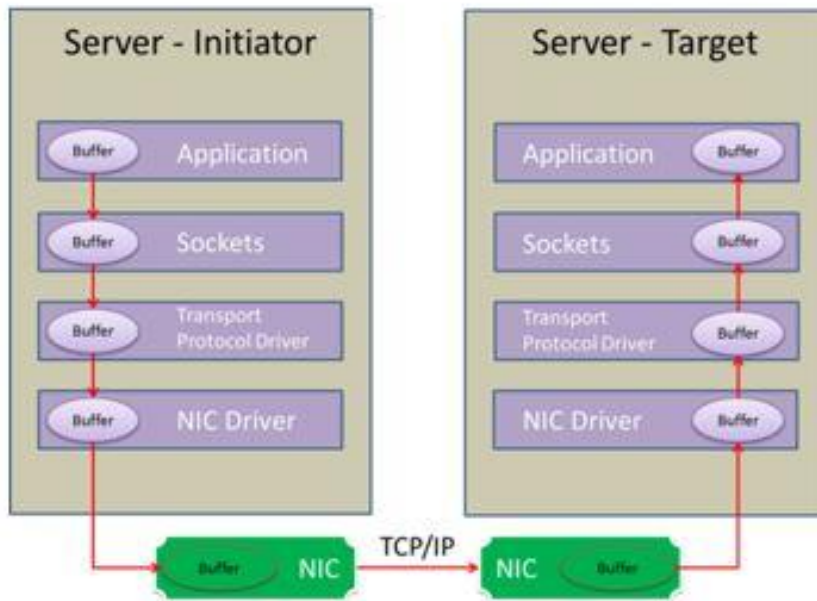 Server - Initiator
Buffer Application
Buffer Sockets
Buffer Transport
Protocol Driver
Buffer NIC Driver
Buffer NIC
TCP/IP
Server - Target
Application Buffer
Sockets Buffer
Transport
Protocol Driver Buffer
NIC Driver Buffer
NIC Buffer